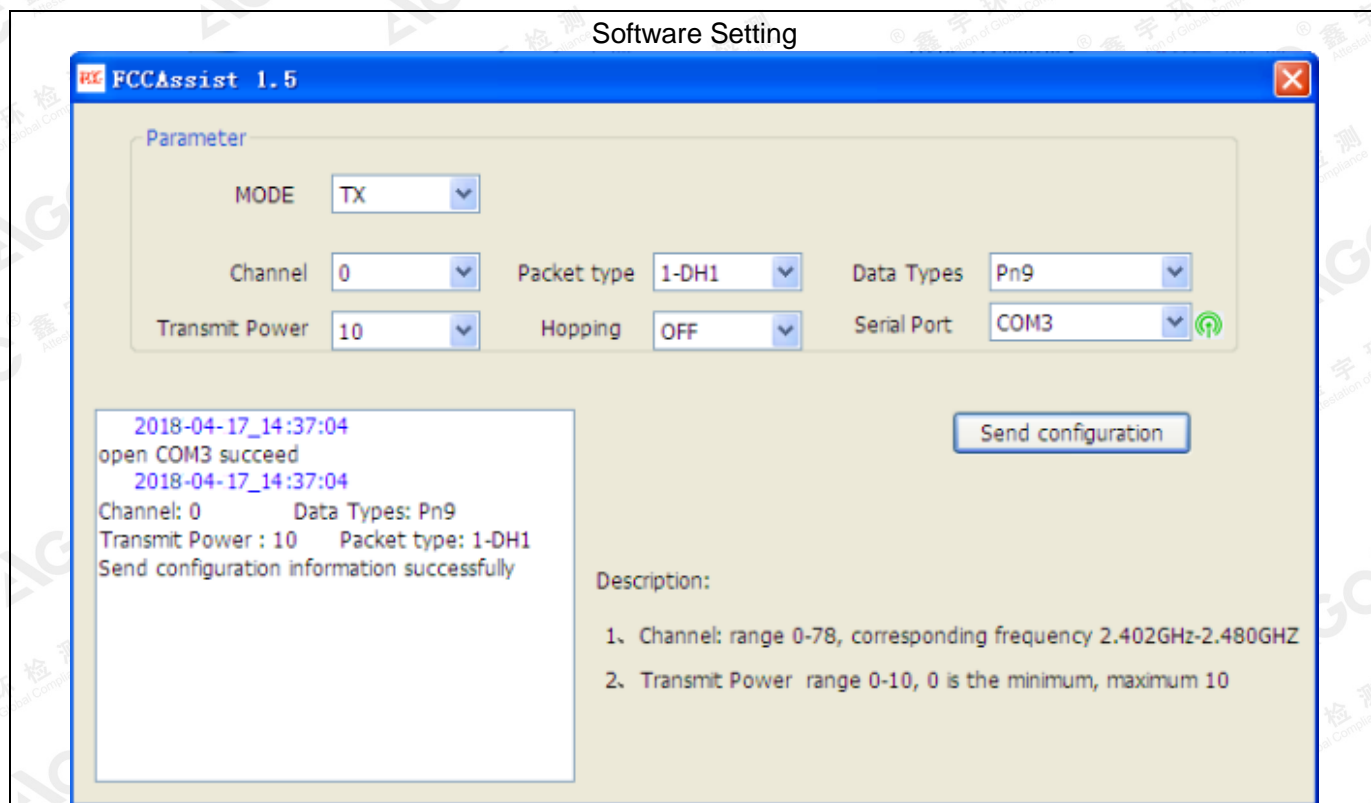 Software Setting
FCCAssist 1.5
Parameter
MODE TX
Channel 0 Packet type 1-DH1 Data Types Pn9
Transmit Power 10 Hopping OFF Serial Port COM3
2018-04-17_14:37:04
open COM3 succeed
2018-04-17_14:37:04
Channel: 0 Data Types: Pn9
Transmit Power : 10 Packet type: 1-DH1
Send configuration information successfully
Send configuration
Description:
1、Channel: range 0-78, corresponding frequency 2.402GHz-2.480GHZ
2、Transmit Power range 0-10, 0 is the minimum, maximum 10